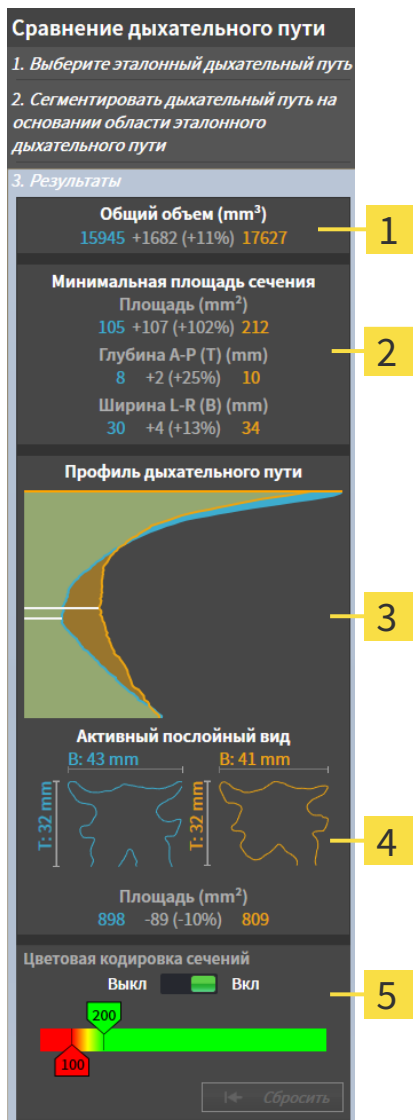 Сравнение дыхательного пути
1. Выберите эталонный дыхательный путь
2. Сегментировать дыхательный путь на
основании области эталонного
дыхательного пути
3. Результаты
Общий объем (mm³)
15945 +1682 (+11%) 17627
1
Минимальная площадь сечения
Площадь (mm²)
105 +107 (+102%) 212
Глубина A-P (T) (mm)
8 +2 (+25%) 10
Ширина L-R (B) (mm)
30 +4 (+13%) 34
2
Профиль дыхательного пути
3
Активный послойный вид
B: 43 mm B: 41 mm
T: 32 mm T: 32 mm
4
Площадь (mm²)
898 -89 (-10%) 809
Цветовая кодировка сечений
Выкл Вкл
5
200
100
Сбросить